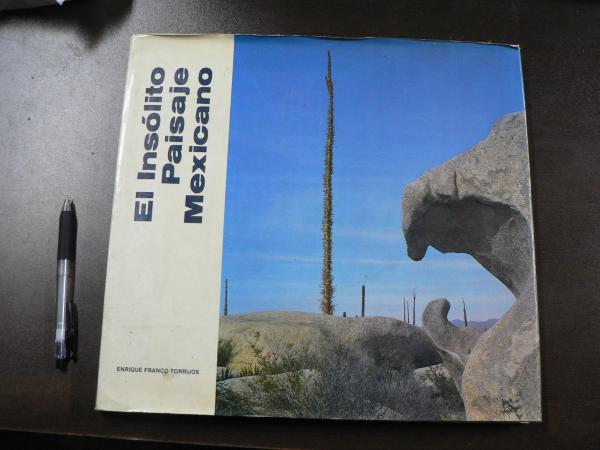 El Insólito
Paisaje
Mexicano
ENRIQUE FRANCO TORRIJOS